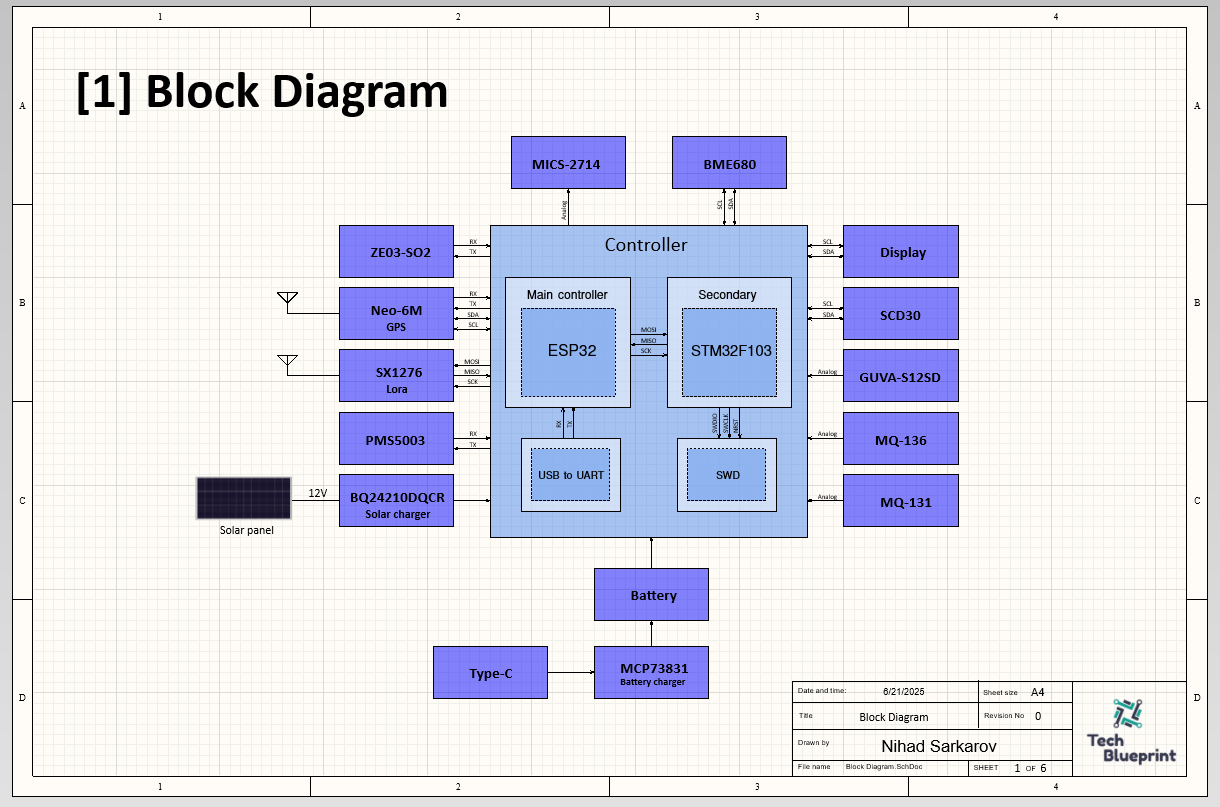 1 2 3 4
[1] Block Diagram
A A
MICS-2714
BME680
Analog
SCL
SDA
Controller
ZE03-SO2
RX
TX
SCL
SDA
Display
B B
Neo-6M
GPS
RX
TX
SDA
SCL
Main controller
ESP32
MOSI
MISO
SCK
Secondary
STM32F103
SCL
SDA
SCD30
SX1276
Lora
MOSI
MISO
SCK
Analog
GUVA-S12SD
PMS5003
RX
TX
RX
TX
SWDIO
SWCLK
NRST
Analog
MQ-136
USB to UART
SWD
C C
12V
Solar panel
BQ24210DQCR
Solar charger
Analog
MQ-131
Battery
Type-C
MCP73831
Battery charger
D D
Date and time: 6/21/2025
Sheet size A4
Title Block Diagram
Revision No 0
Drawn by Nihad Sarkarov
File name Block Diagram.SchDoc
SHEET 1 OF 6
Tech
Blueprint
1 2 3 4